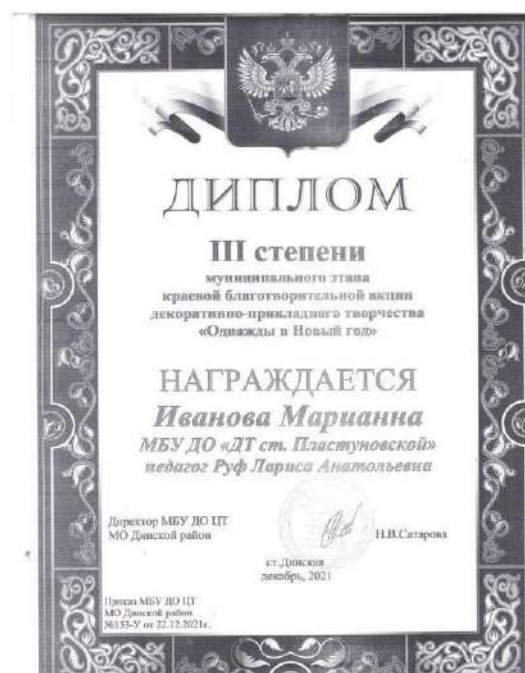 ДИПЛОМ
III степени
муниципального этапа
краевой благотворительной акции
декоративно-прикладного творчества
«Однажды в Новый год»
НАГРАЖДАЕТСЯ
Иванова Марианна
МБУ ДО «ДТ ст. Пластуновской»
педагог Руф Лариса Анатольевна
Директор МБУ ДО ЦТ
МО Динской район
Н.В.Сатарова
ст.Динская
декабрь, 2021
Приказ МБУ ДО ЦТ
МО Динской район
№153-У от 22.12.2021г.